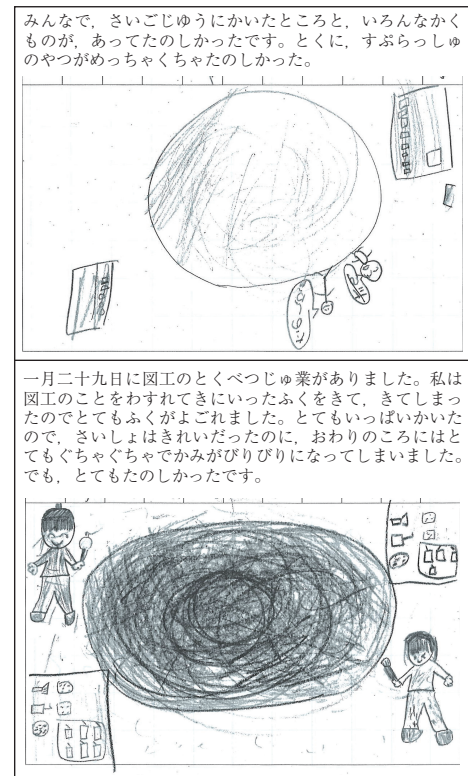 みんなで，さいごじゆうにかいたところと，いろんなかく
ものが，あってたのしかったです。とくに，すぷらっしゅ
のやつがめっちゃくちゃたのしかった。
一月二十九日に図工のとくべつじゅ業がありました。私は
図工のことをわすれてきにいったふくをきて，きてしまっ
たのでとてもふくがよごれました。とてもいっぱいかいた
ので，さいしょはきれいだったのに，おわりのころにはと
てもぐちゃぐちゃでかみがびりびりになってしまいました。
でも，とてもたのしかったです。